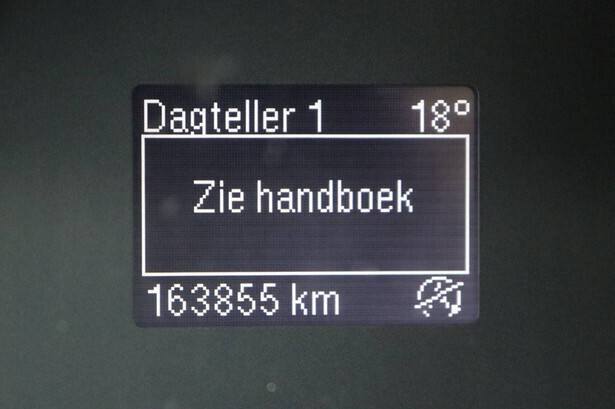 Dagteller 1 18°
Zie handboek
163855 km